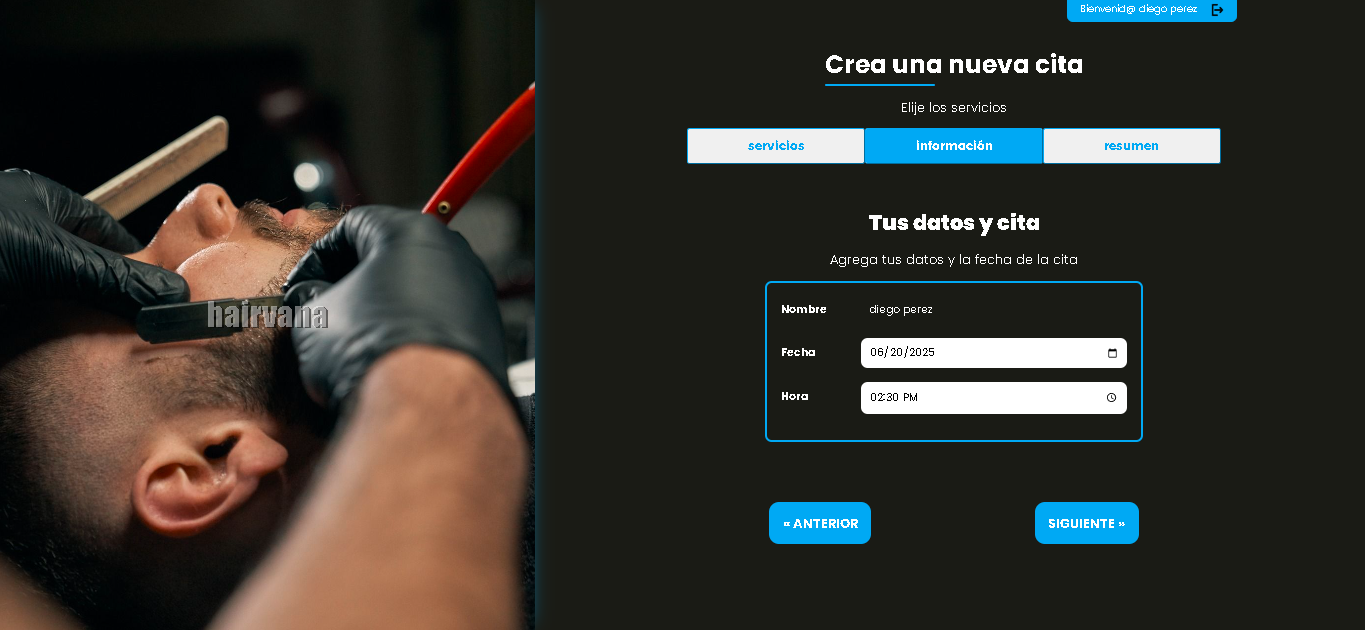 Bienvenid@ diego perez
Crea una nueva cita
Elije los servicios
servicios
información
resumen
Tus datos y cita
Agrega tus datos y la fecha de la cita
Nombre diego perez
Fecha 06/20/2025
Hora 02:30 PM
hairvana
« ANTERIOR
SIGUIENTE »